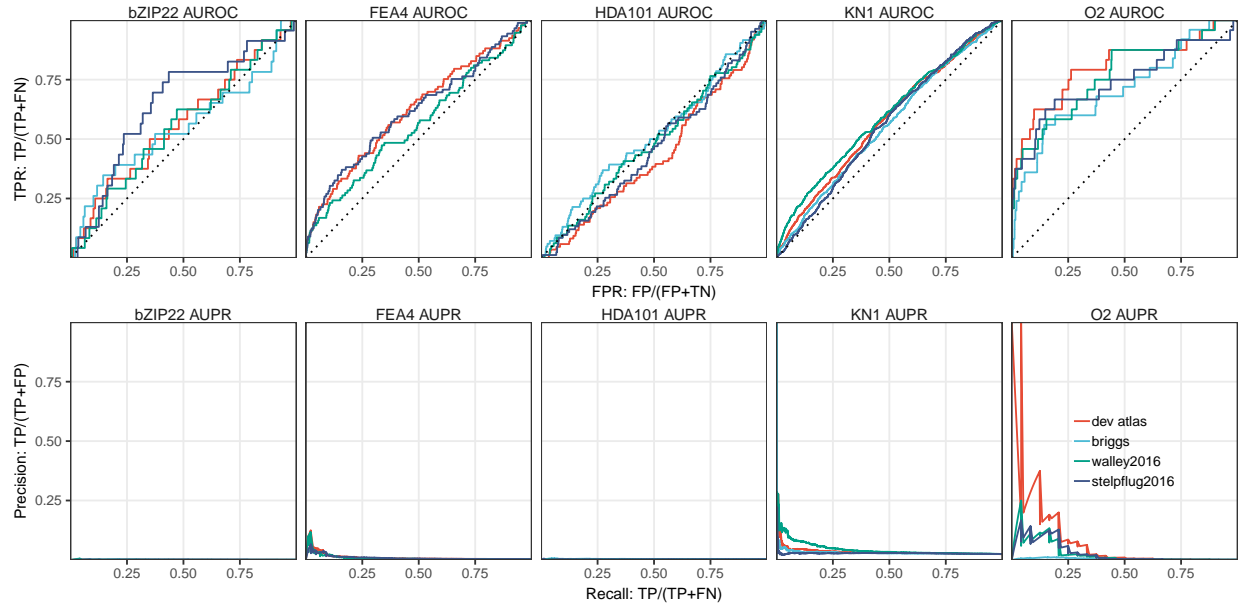 bZIP22 AUROC
FEA4 AUROC
HDA101 AUROC
KN1 AUROC
O2 AUROC
TPR: TP/(TP+FN)
0.75
0.50
0.25
0.25 0.50 0.75
0.25 0.50 0.75
0.25 0.50 0.75
0.25 0.50 0.75
0.25 0.50 0.75
FPR: FP/(FP+TN)
bZIP22 AUPR
FEA4 AUPR
HDA101 AUPR
KN1 AUPR
O2 AUPR
Precision: TP/(TP+FP)
0.75
0.50
0.25
dev atlas
briggs
walley2016
stelpflug2016
0.25 0.50 0.75
0.25 0.50 0.75
0.25 0.50 0.75
0.25 0.50 0.75
0.25 0.50 0.75
Recall: TP/(TP+FN)